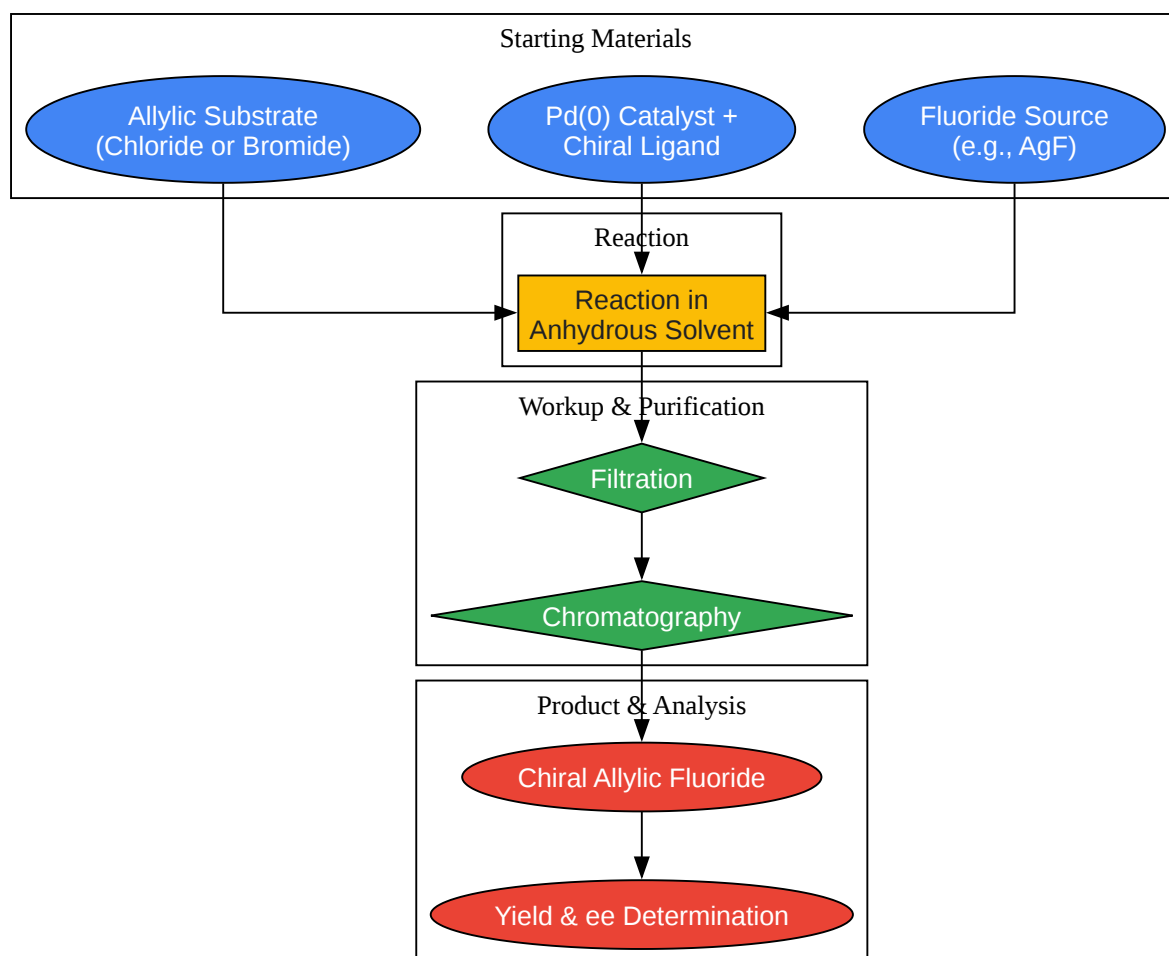 Starting Materials
Allylic Substrate
(Chloride or Bromide)
Pd(0) Catalyst +
Chiral Ligand
Fluoride Source
(e.g., AgF)
Reaction
Reaction in
Anhydrous Solvent
Workup & Purification
Filtration
Chromatography
Product & Analysis
Chiral Allylic Fluoride
Yield & ee Determination